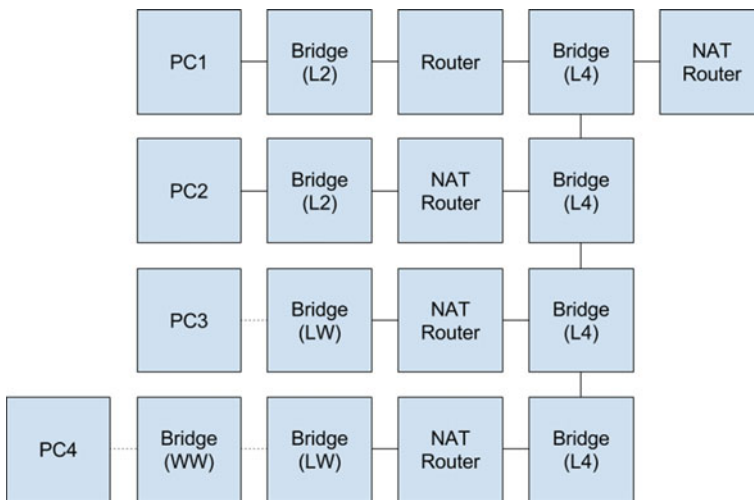 PC1
Bridge
(L2)
Router
Bridge
(L4)
NAT
Router
PC2
Bridge
(L2)
NAT
Router
Bridge
(L4)
PC3
Bridge
(LW)
NAT
Router
Bridge
(L4)
PC4
Bridge
(WW)
Bridge
(LW)
NAT
Router
Bridge
(L4)